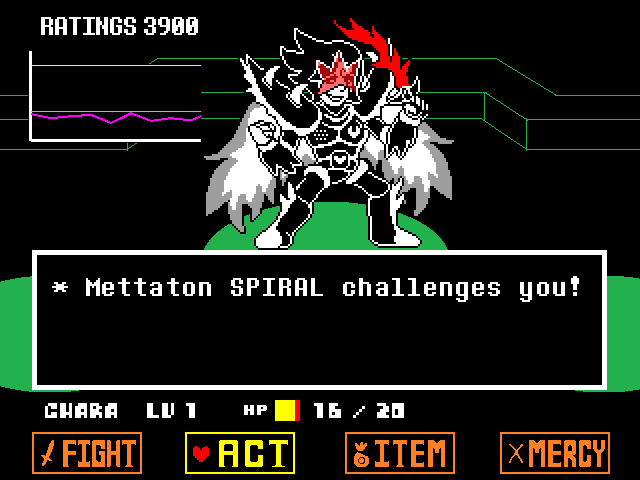 RATINGS 3900
* Mettaton SPIRAL challenges you!
CHARA LV 1 HP 16 / 20
FIGHT ACT ITEM MERCY